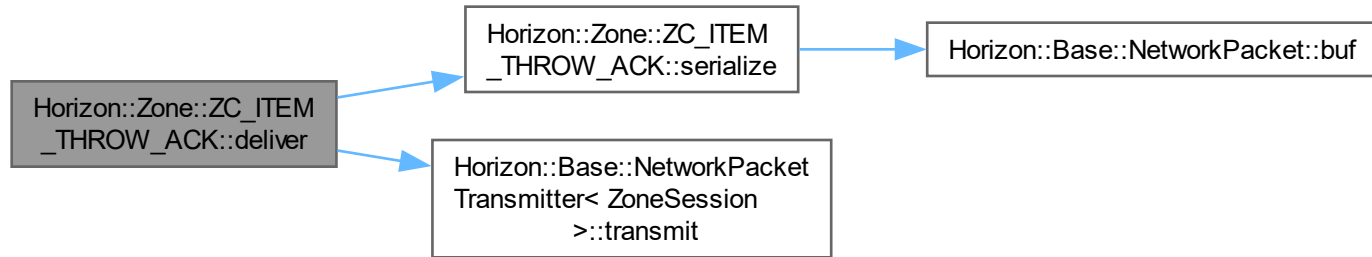 Horizon::Zone::ZC_ITEM
_THROW_ACK::deliver
Horizon::Zone::ZC_ITEM
_THROW_ACK::serialize
Horizon::Base::NetworkPacket::buf
Horizon::Base::NetworkPacket
Transmitter< ZoneSession
>::transmit